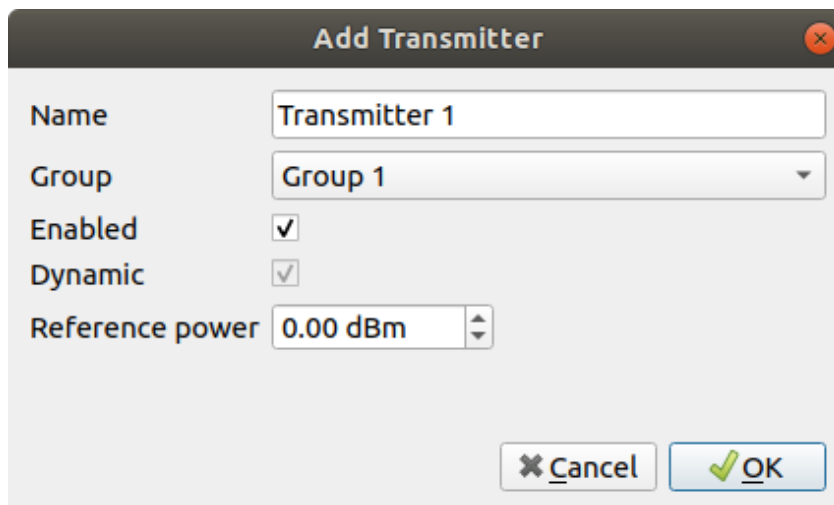 Add Transmitter
Name Transmitter 1
Group Group 1
Enabled
Dynamic
Reference power 0.00 dBm
Cancel OK